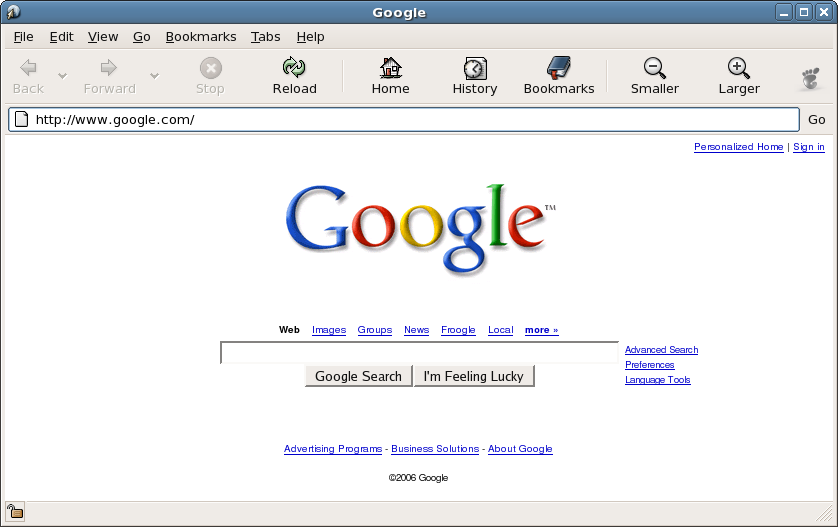 Google
File Edit View Go Bookmarks Tabs Help
Back Forward Stop Reload Home History Bookmarks Smaller Larger
http://www.google.com/ Go
Personalized Home | Sign in
Google™
Web Images Groups News Froogle Local more »
Advanced Search
Preferences
Language Tools
Google Search I'm Feeling Lucky
Advertising Programs - Business Solutions - About Google
©2006 Google